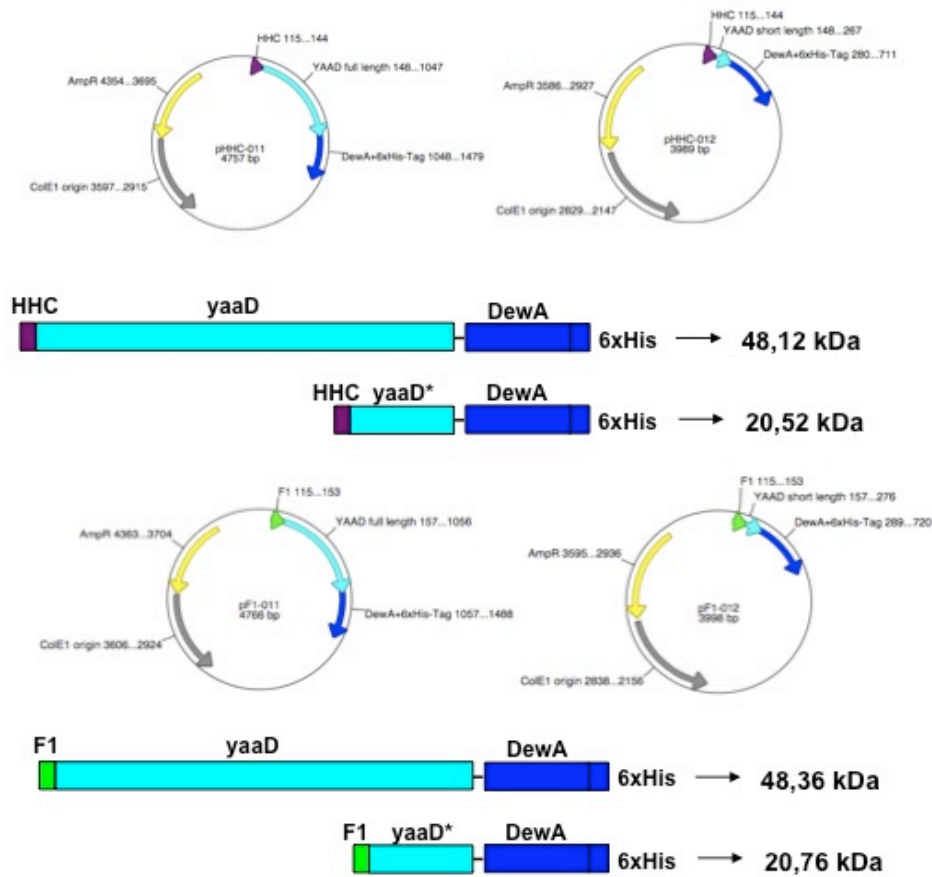 HHC 115...144
YAAD full length 148...1047
AmpR 4354...3695
pHHC-011
4757 bp
DewA+6xHis-Tag 1048...1479
ColE1 origin 3597...2915
HHC 115...144
YAAD short length 148...267
DewA+6xHis-Tag 280...711
AmpR 3586...2927
pHHC-012
3989 bp
ColE1 origin 2829...2147
HHC yaaD DewA
6xHis → 48,12 kDa
HHC yaaD* DewA
6xHis → 20,52 kDa
F1 115...153
YAAD full length 157...1056
AmpR 4363...3704
pF1-011
4766 bp
DewA+6xHis-Tag 1057...1488
ColE1 origin 3606...2924
F1 115...153
YAAD short length 157...276
DewA+6xHis-Tag 289...720
AmpR 3595...2936
pF1-012
3998 bp
ColE1 origin 2838...2156
F1 yaaD DewA
6xHis → 48,36 kDa
F1 yaaD* DewA
6xHis → 20,76 kDa